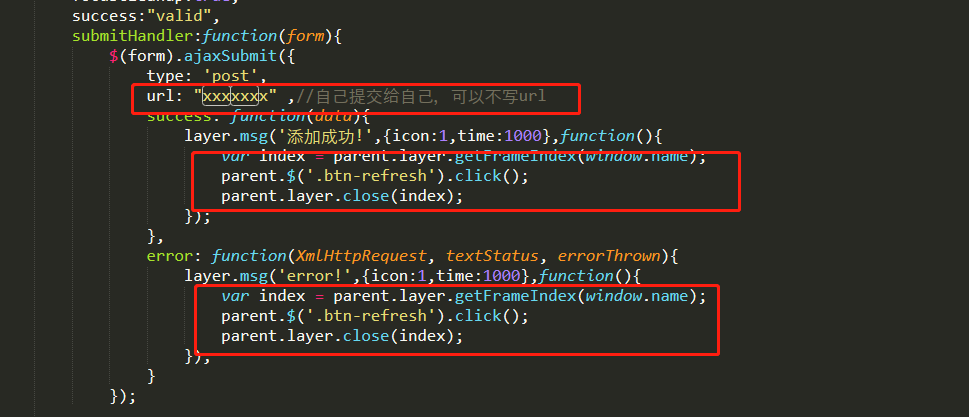 success:"valid",
submitHandler:function(form){
$(form).ajaxSubmit({
type: 'post',
url: "xxxxxxx" ,//自己提交给自己，可以不写url
success: function(data){
layer.msg('添加成功!',{icon:1,time:1000},function(){
var index = parent.layer.getFrameIndex(window.name);
parent.$('.btn-refresh').click();
parent.layer.close(index);
});
},
error: function(XmlHttpRequest, textStatus, errorThrown){
layer.msg('error!',{icon:1,time:1000},function(){
var index = parent.layer.getFrameIndex(window.name);
parent.$('.btn-refresh').click();
parent.layer.close(index);
});
}
});